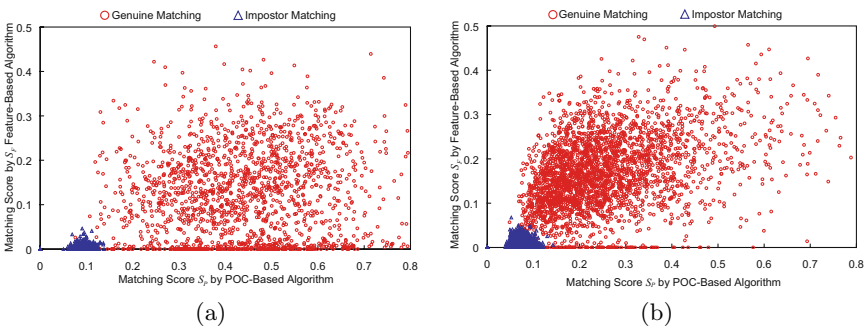 Genuine Matching Impostor Matching
0.5
0.4
0.3
0.2
0.1
0
Matching Score by S_F Feature-Based Algorithm
0 0.1 0.2 0.3 0.4 0.5 0.6 0.7 0.8
Matching Score S_P by POC-Based Algorithm
(a)
Genuine Matching Impostor Matching
0.5
0.4
0.3
0.2
0.1
0
Matching Score S_F by Feature-Based Algorithm
0 0.1 0.2 0.3 0.4 0.5 0.6 0.7 0.8
Matching Score S_P by POC-Based Algorithm
(b)